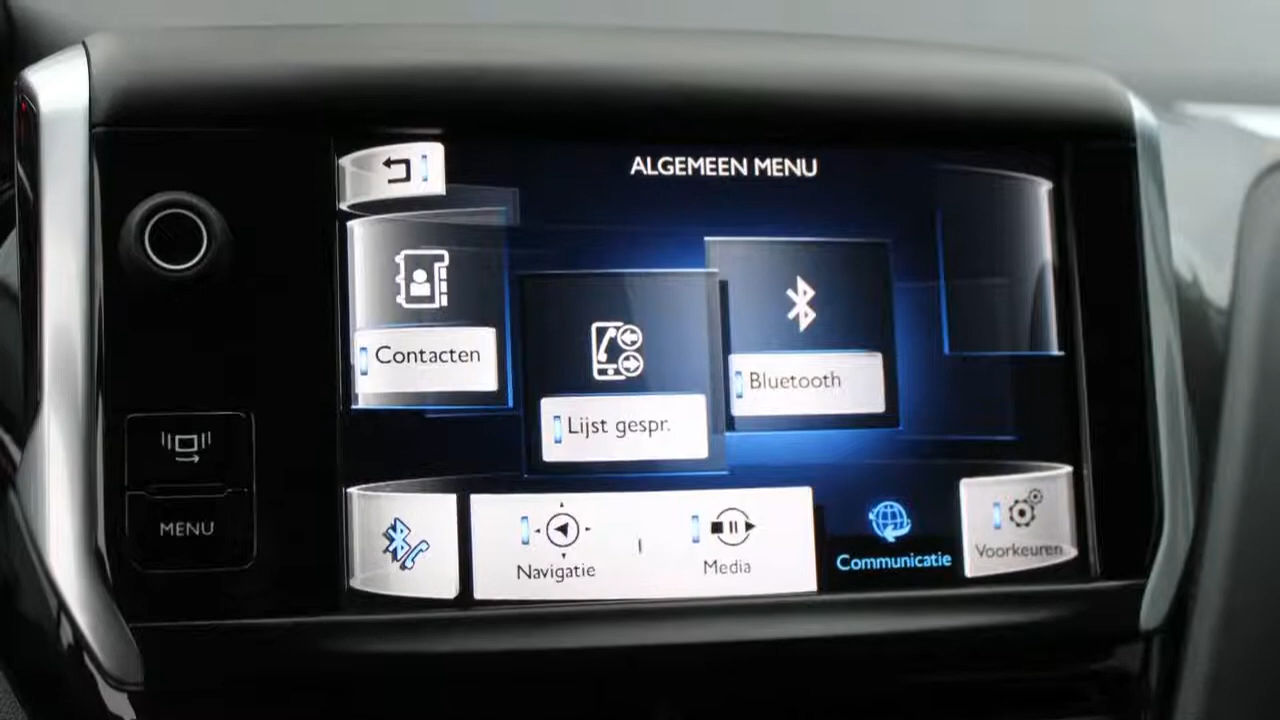 ALGEMEEN MENU
Contacten
Lijst gespr.
Bluetooth
MENU
Navigatie
Media
Communicatie
Voorkeuren